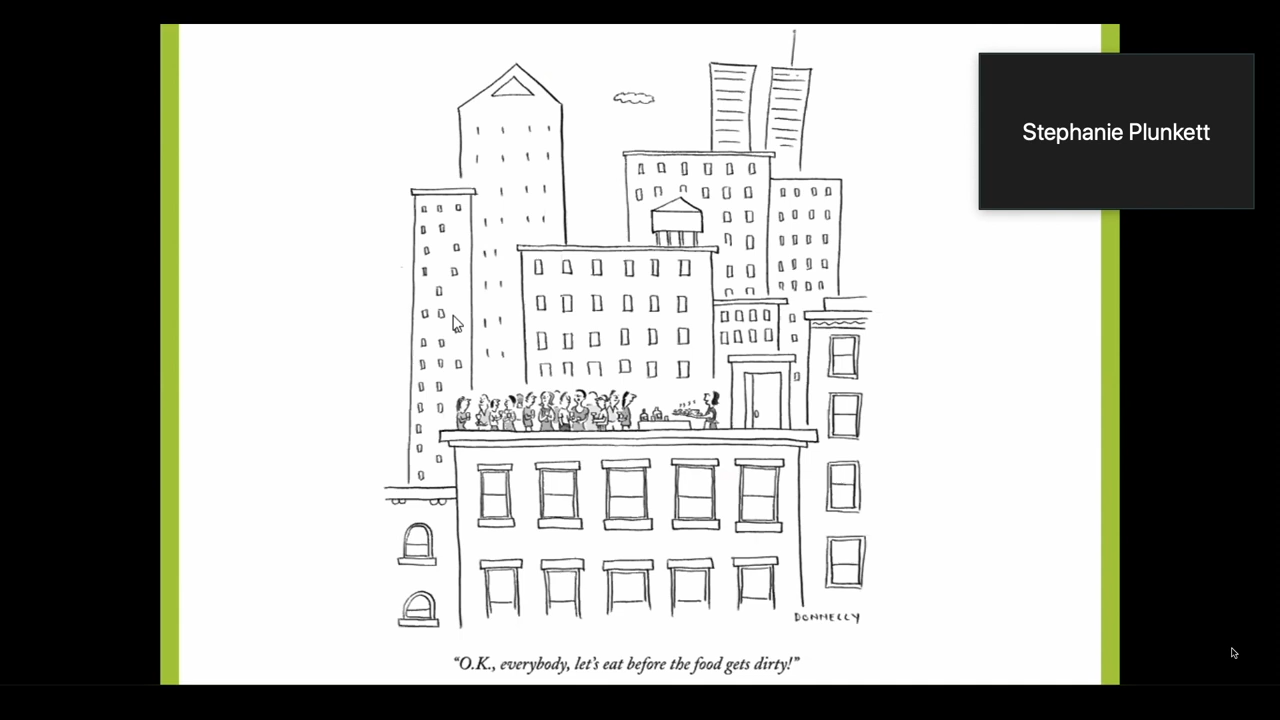 Stephanie Plunkett
DONNELLY
“O.K., everybody, let’s eat before the food gets dirty!”